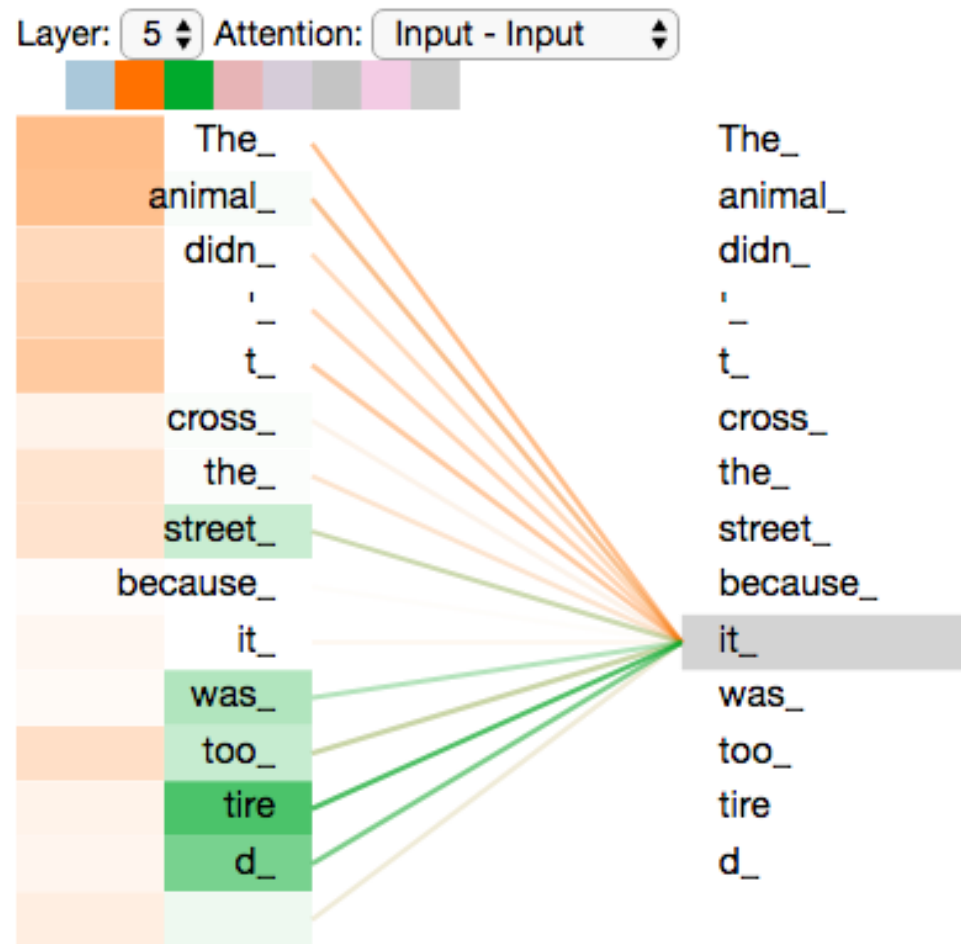 Layer: 5 Attention: Input - Input
The_ The_
animal_ animal_
didn_ didn_
'_ '_
t_ t_
cross_ cross_
the_ the_
street_ street_
because_ because_
it_ it_
was_ was_
too_ too_
tire tire
d_ d_